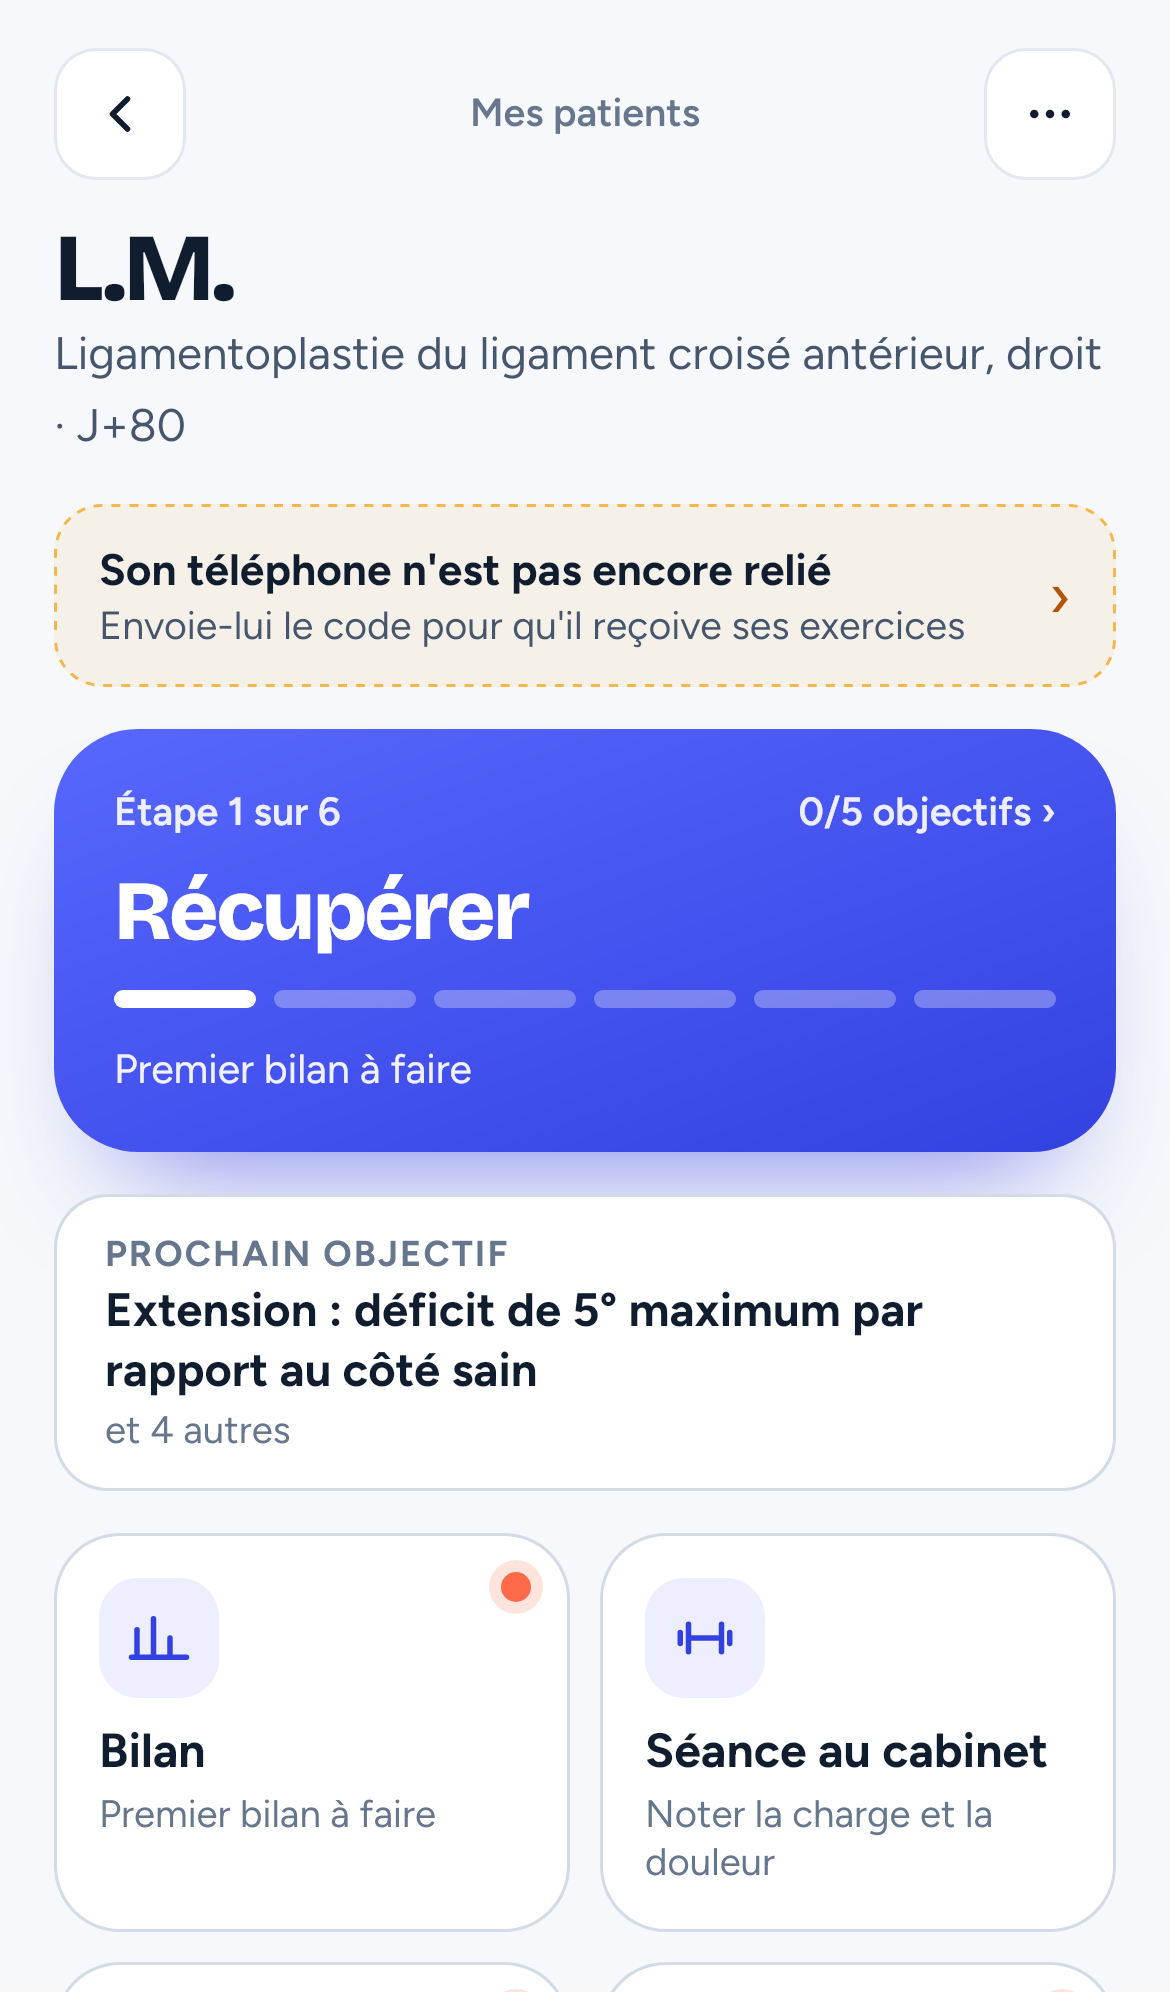 Mes patients
L.M.
Ligamentoplastie du ligament croisé antérieur, droit
· J+80
Son téléphone n'est pas encore relié
Envoie-lui le code pour qu'il reçoive ses exercices
›
Étape 1 sur 6
0/5 objectifs ›
Récupérer
Premier bilan à faire
PROCHAIN OBJECTIF
Extension : déficit de 5° maximum par
rapport au côté sain
et 4 autres
Bilan
Premier bilan à faire
Séance au cabinet
Noter la charge et la
douleur